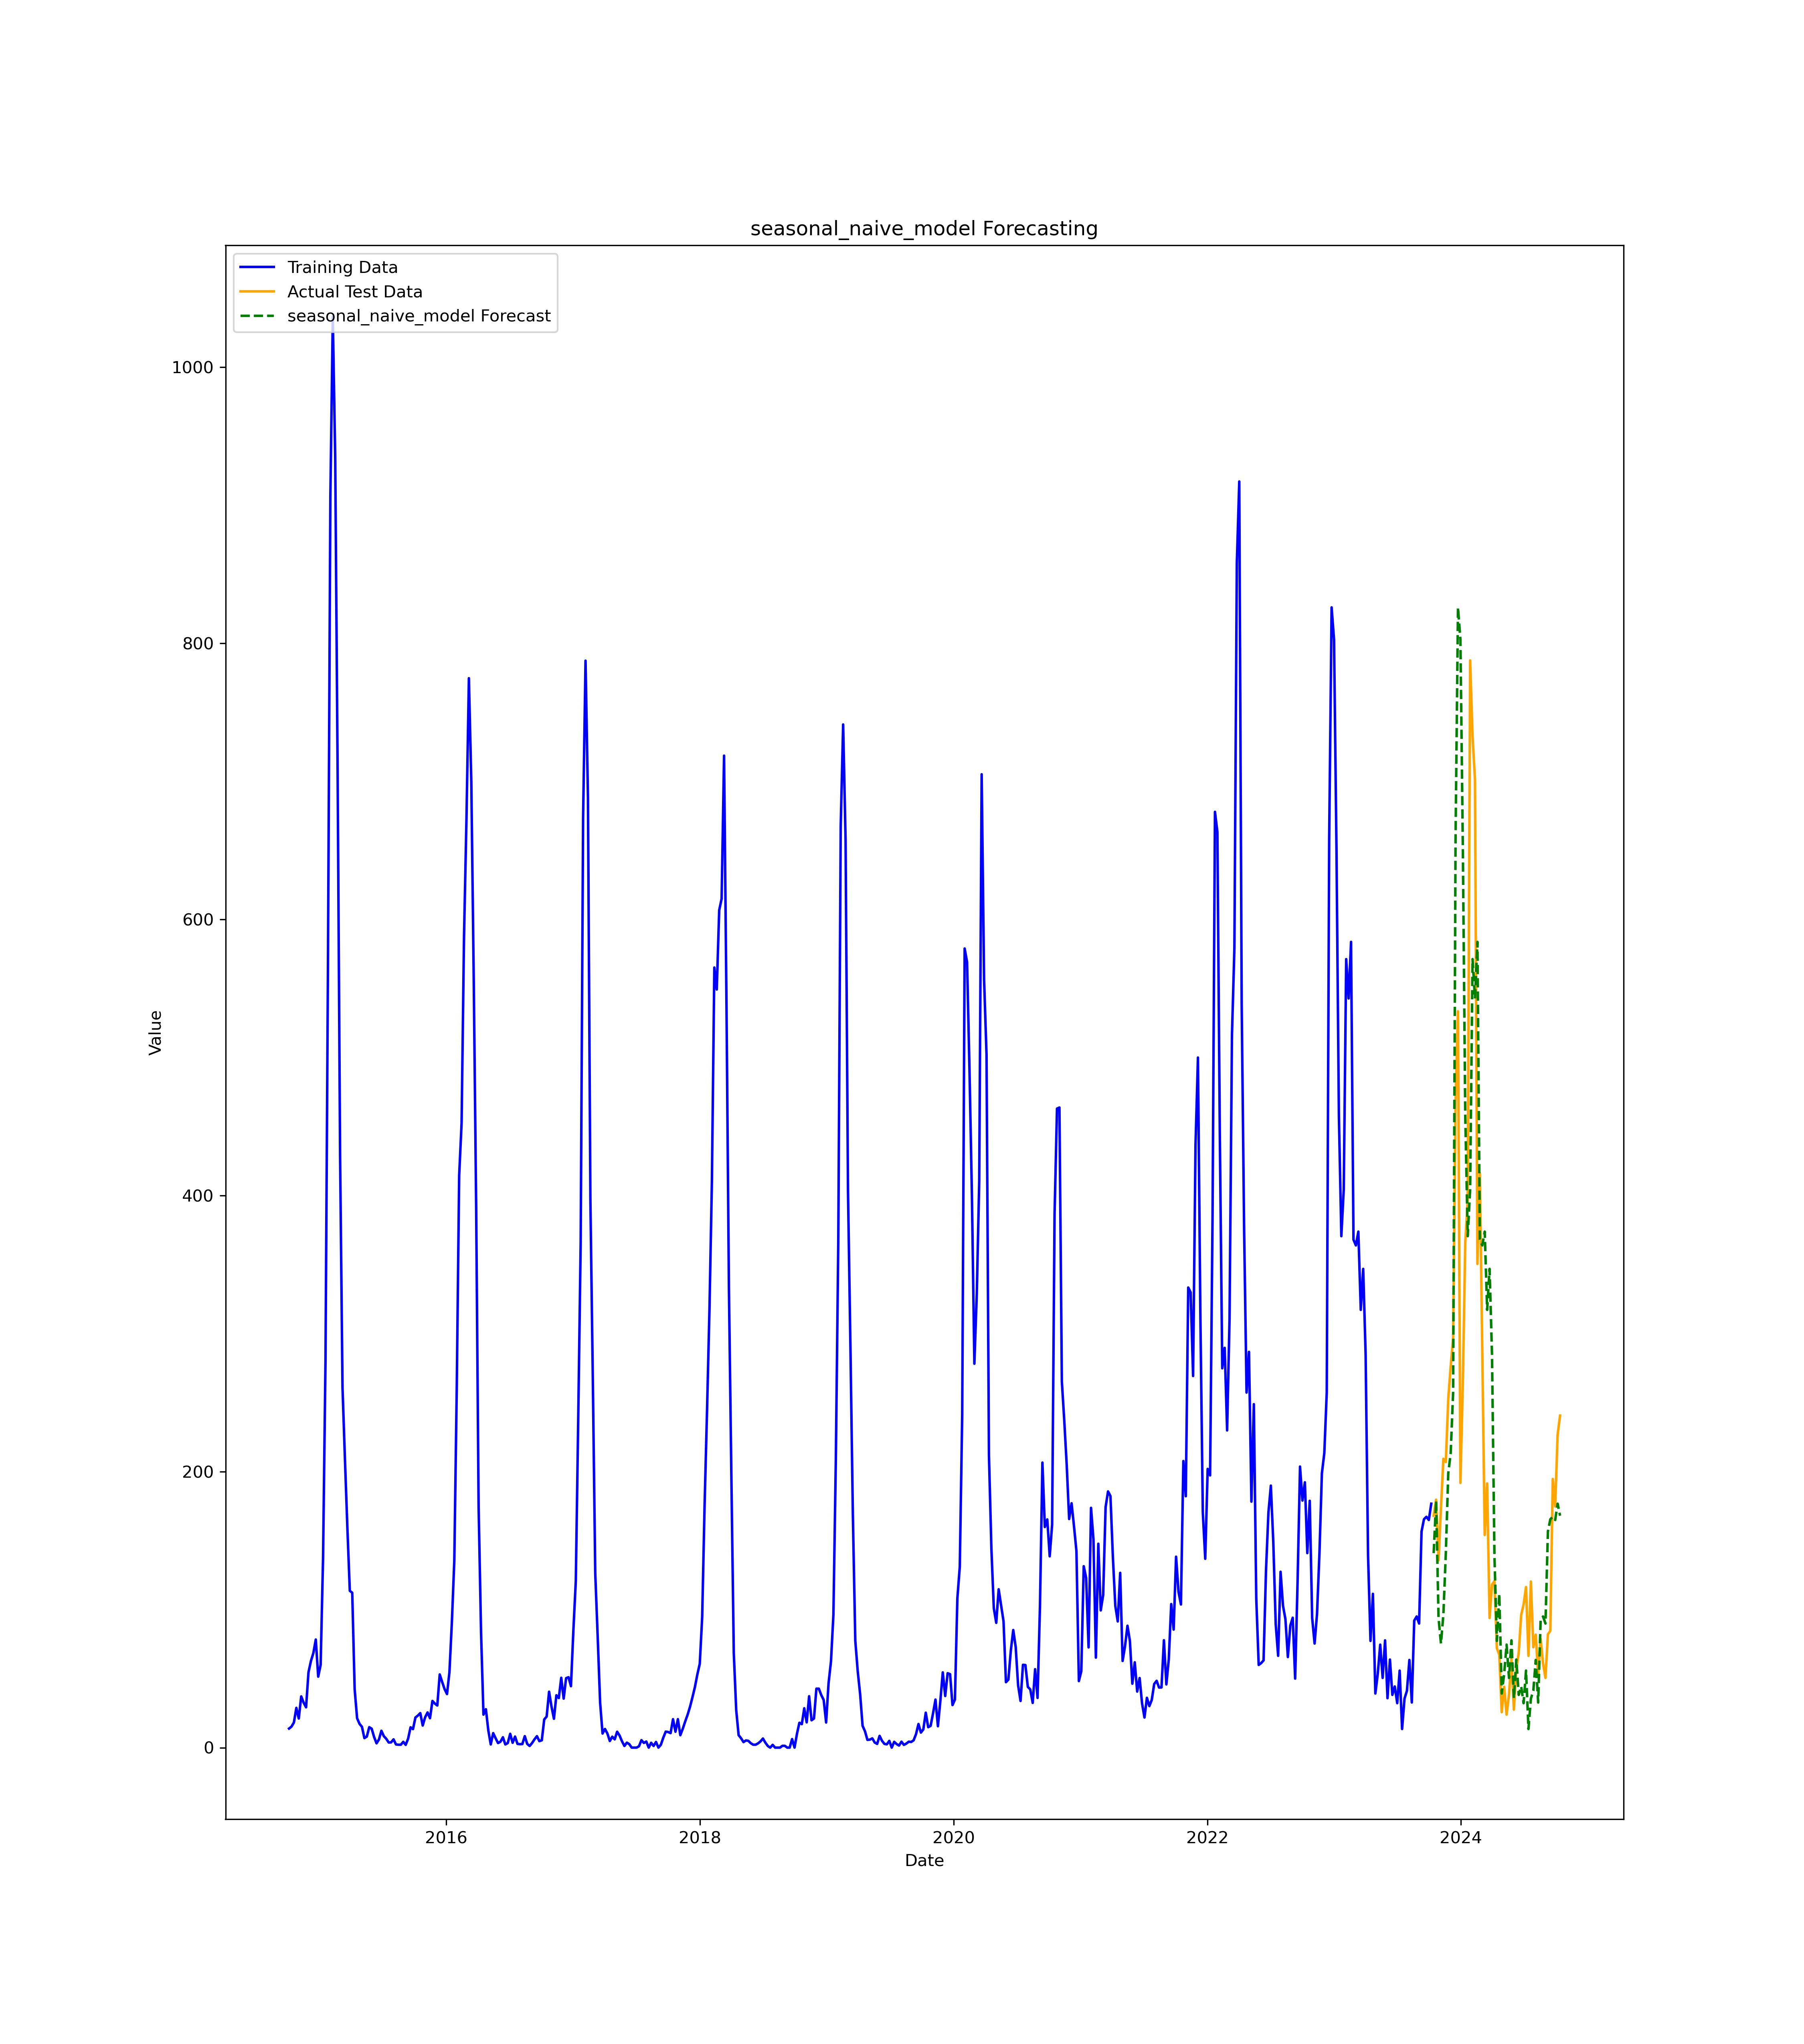 seasonal_naive_model Forecasting
Training Data
Actual Test Data
seasonal_naive_model Forecast
1000
800
600
400
200
0
Value
2016
2018
2020
2022
2024
Date